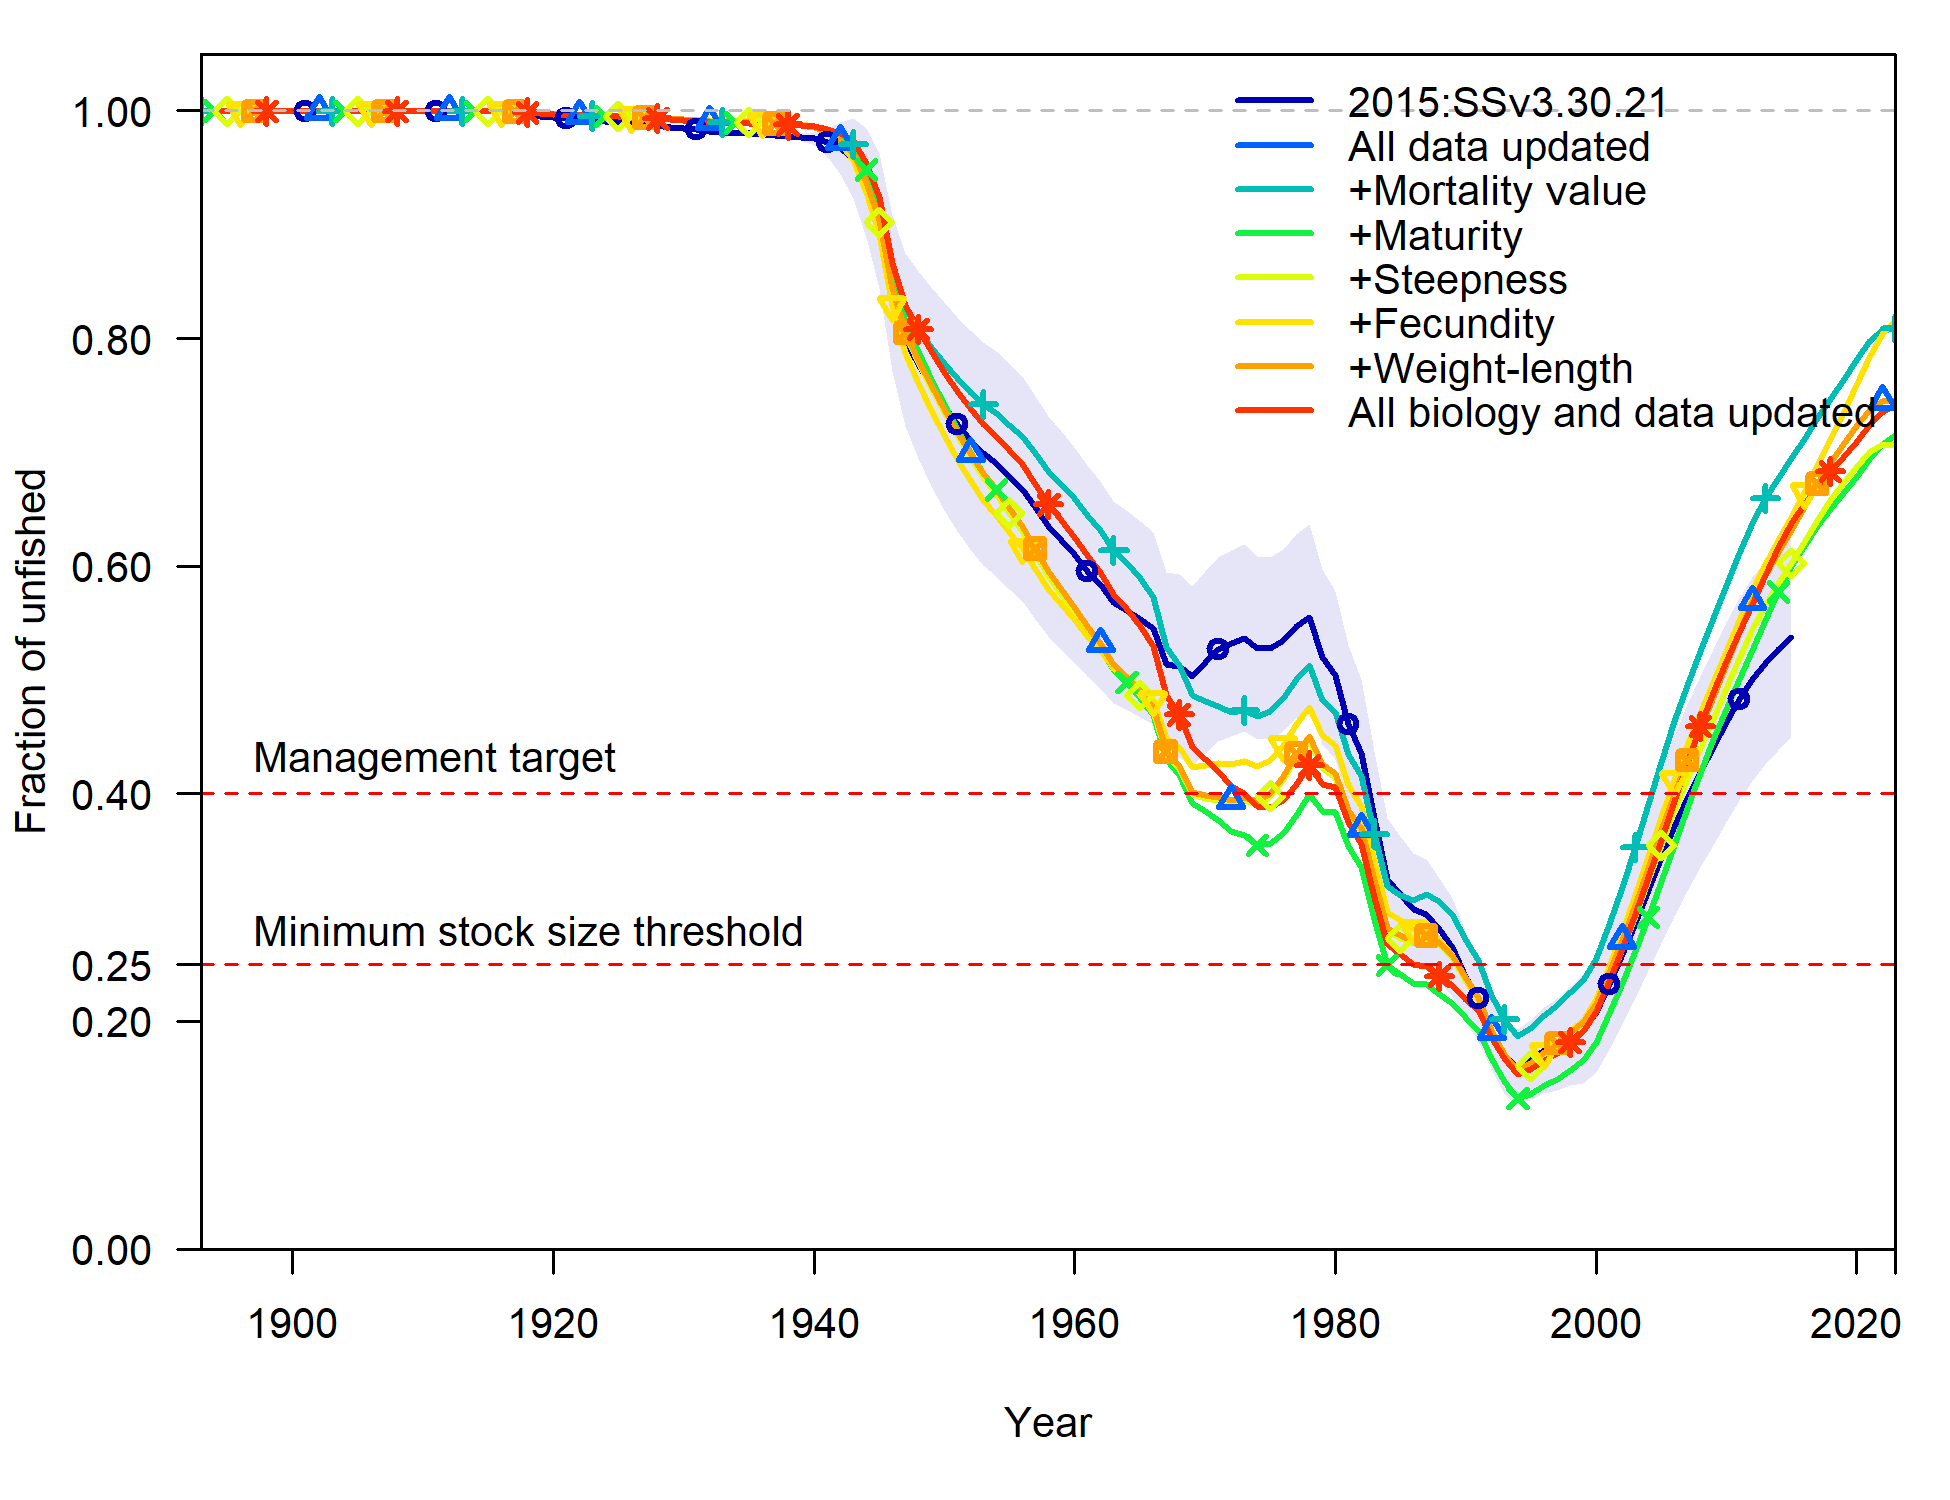 1.00
0.80
0.60
0.40
0.25
0.20
0.00
Fraction of unfished
2015:SSv3.30.21
All data updated
+Mortality value
+Maturity
+Steepness
+Fecundity
+Weight-length
All biology and data updated
Management target
Minimum stock size threshold
1900 1920 1940 1960 1980 2000 2020
Year